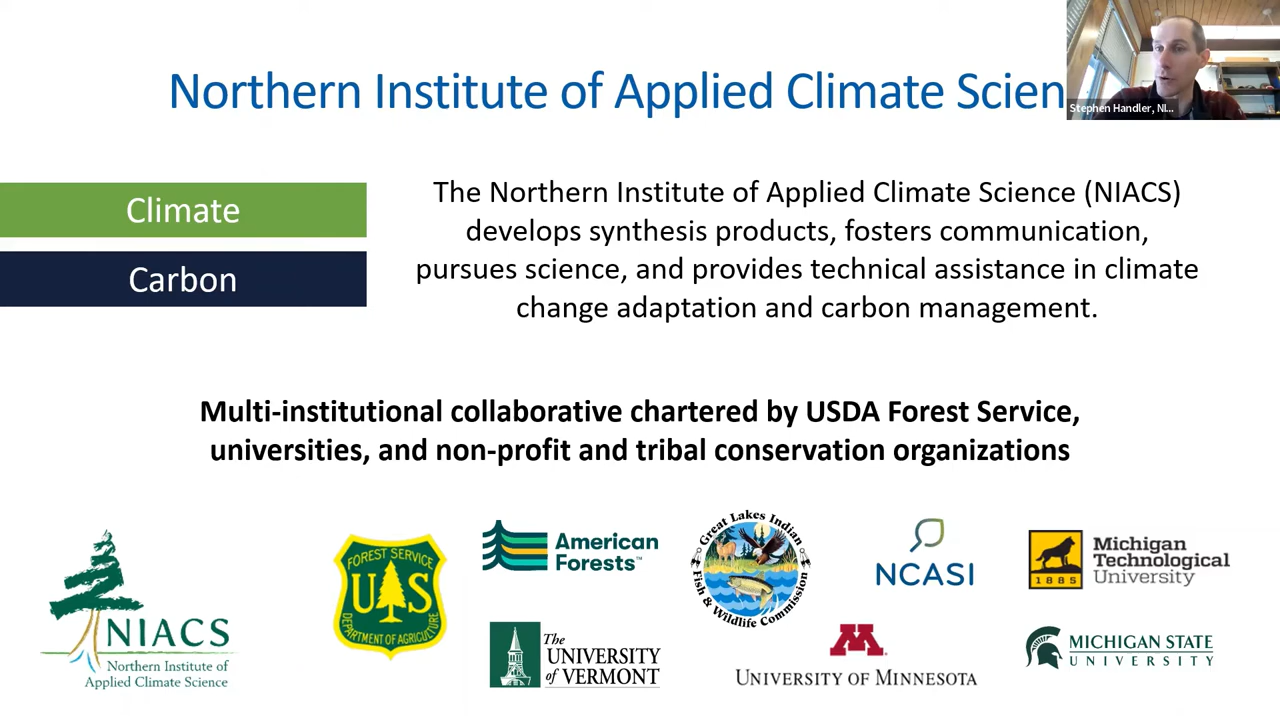 Northern Institute of Applied Climate Scien
Stephen Handler, NI...
Climate
Carbon
The Northern Institute of Applied Climate Science (NIACS)
develops synthesis products, fosters communication,
pursues science, and provides technical assistance in climate
change adaptation and carbon management.
Multi-institutional collaborative chartered by USDA Forest Service,
universities, and non-profit and tribal conservation organizations
NIACS
Northern Institute of
Applied Climate Science
FOREST SERVICE
U S
DEPARTMENT OF AGRICULTURE
American
Forests™
The
UNIVERSITY
of VERMONT
Great Lakes Indian
Fish & Wildlife Commission
M
UNIVERSITY OF MINNESOTA
NCASI
1885
Michigan
Technological
University
MICHIGAN STATE
UNIVERSITY